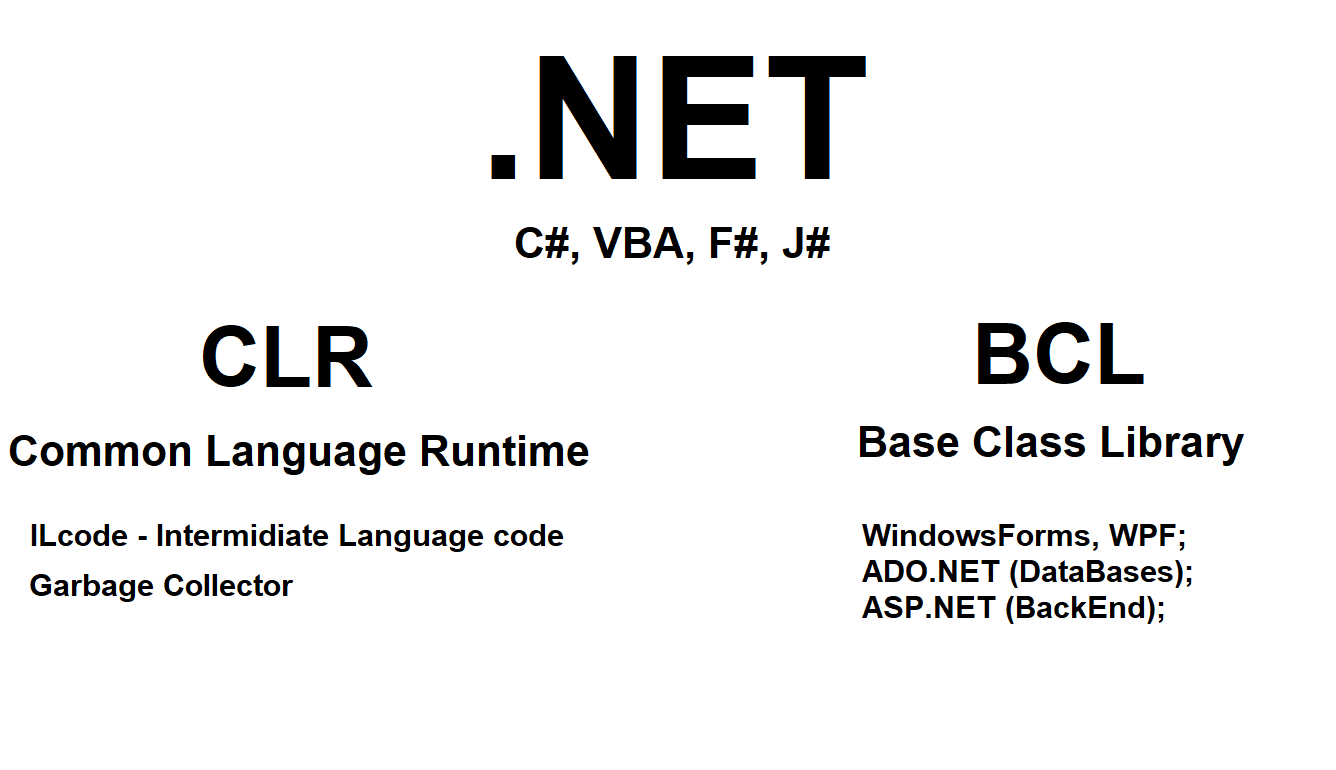 .NET
C#, VBA, F#, J#
CLR
Common Language Runtime
ILcode - Intermidiate Language code
Garbage Collector
BCL
Base Class Library
WindowsForms, WPF;
ADO.NET (DataBases);
ASP.NET (BackEnd);